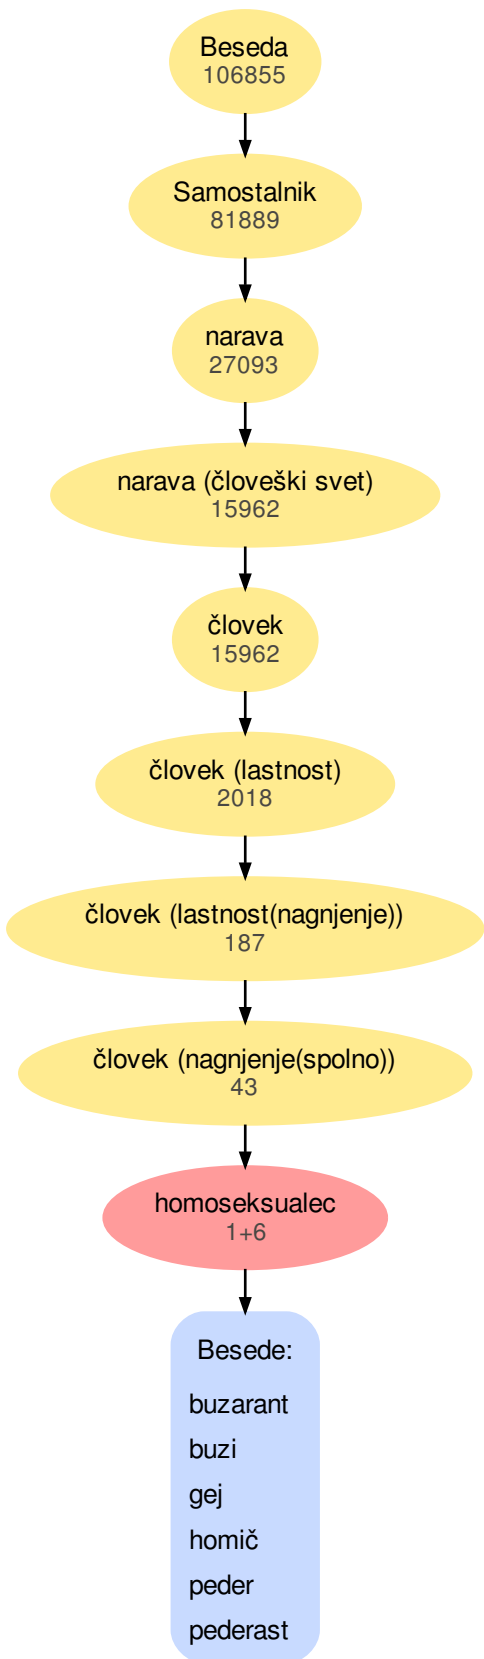 Beseda
106855
Samostalnik
81889
narava
27093
narava (človeški svet)
15962
človek
15962
človek (lastnost)
2018
človek (lastnost(nagnjenje))
187
človek (nagnjenje(spolno))
43
homoseksualec
1+6
Besede:
buzarant
buzi
gej
homič
peder
pederast